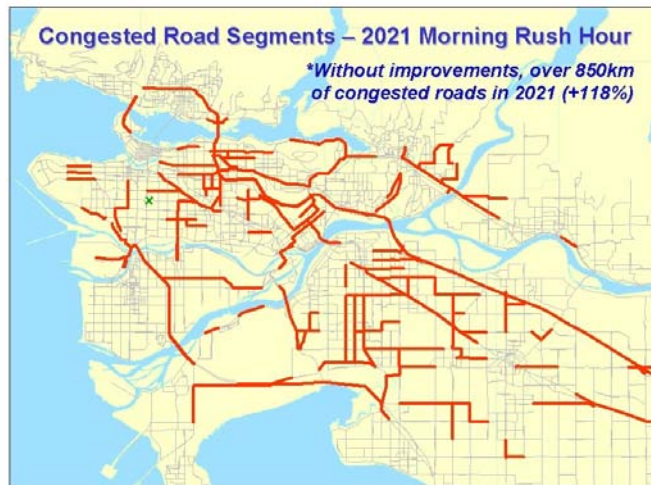 Congested Road Segments – 2021 Morning Rush Hour
*Without improvements, over 850km
of congested roads in 2021 (+118%)